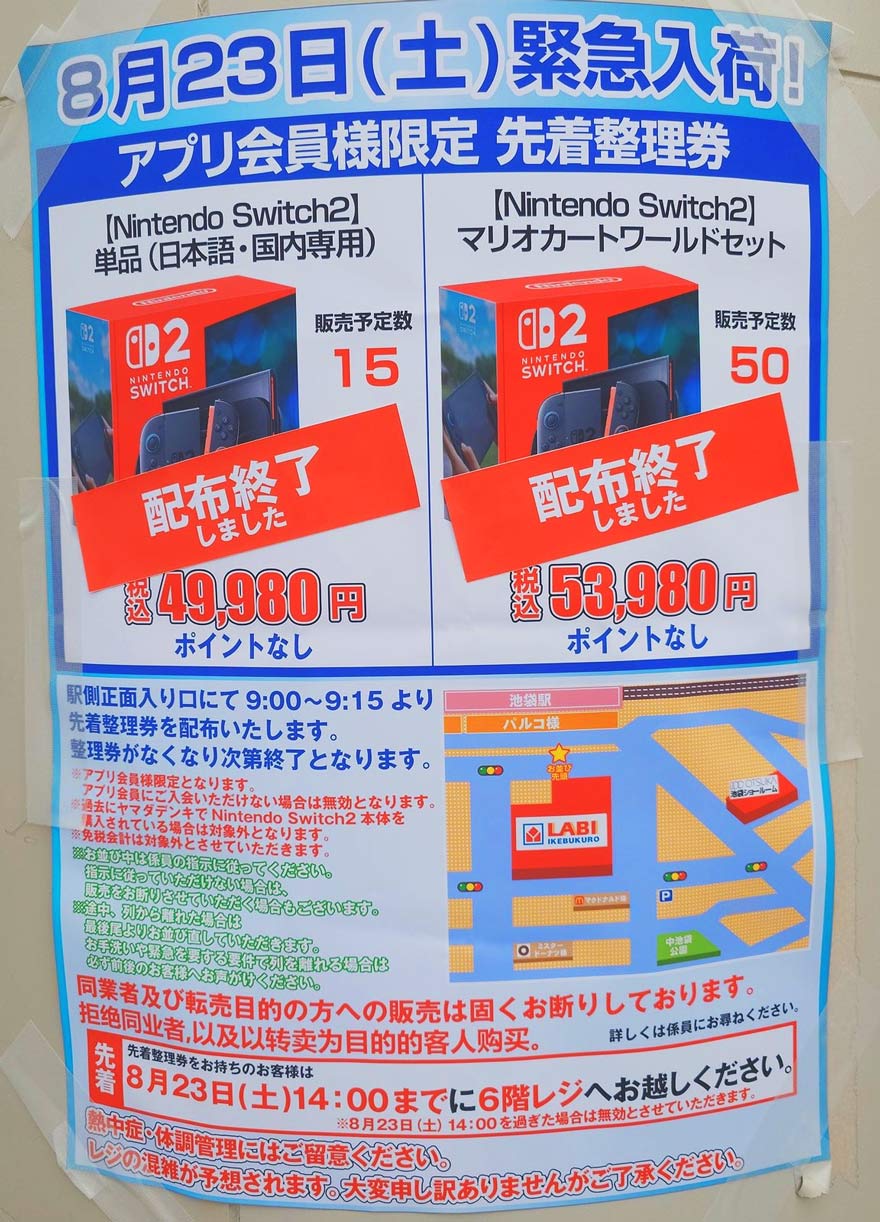 8月23日(土)緊急入荷!
アプリ会員様限定 先着整理券
【Nintendo Switch2】
単品(日本語・国内専用)
販売予定数
15
Nintendo
2
NINTENDO
SWITCH
配布終了
しました
税込 49,980円
ポイントなし
【Nintendo Switch2】
マリオカートワールドセット
販売予定数
50
Nintendo
2
NINTENDO
SWITCH
配布終了
しました
税込 53,980円
ポイントなし
駅側正面入り口にて 9:00~9:15 より
先着整理券を配布いたします。
整理券がなくなり次第終了となります。
※アプリ会員様限定となります。
アプリ会員にご入会いただけない場合は無効となります。
※過去にヤマダデンキで Nintendo Switch2 本体を
購入されている場合は対象外となります。
※免税会計は対象外とさせていただきます。
※お並び中は係員の指示に従ってください。
指示に従っていただけない場合は、
販売をお断りさせていただく場合もございます。
※途中、列から離れた場合は
最後尾よりお並び直していただきます。
お手洗いや緊急を要する要件で列を離れる場合は
必ず前後のお客様へお声がけください。
池袋駅
パルコ様
お並び
先頭
LABI
IKEBUKURO
IDC OTSUKA
池袋ショールーム
マクドナルド様
P
ミスター
ドーナツ様
中池袋
公園
同業者及び転売目的の方への販売は固くお断りしております。
拒绝同业者,以及以转卖为目的的客人购买。
詳しくは係員にお尋ねください。
先着
先着整理券をお持ちのお客様は
8月23日(土)14:00までに6階レジへお越しください。
※8月23日(土) 14:00を過ぎた場合は無効とさせていただきます。
熱中症・体調管理にはご留意ください。
レジの混雑が予想されます。大変申し訳ありませんがご了承ください。